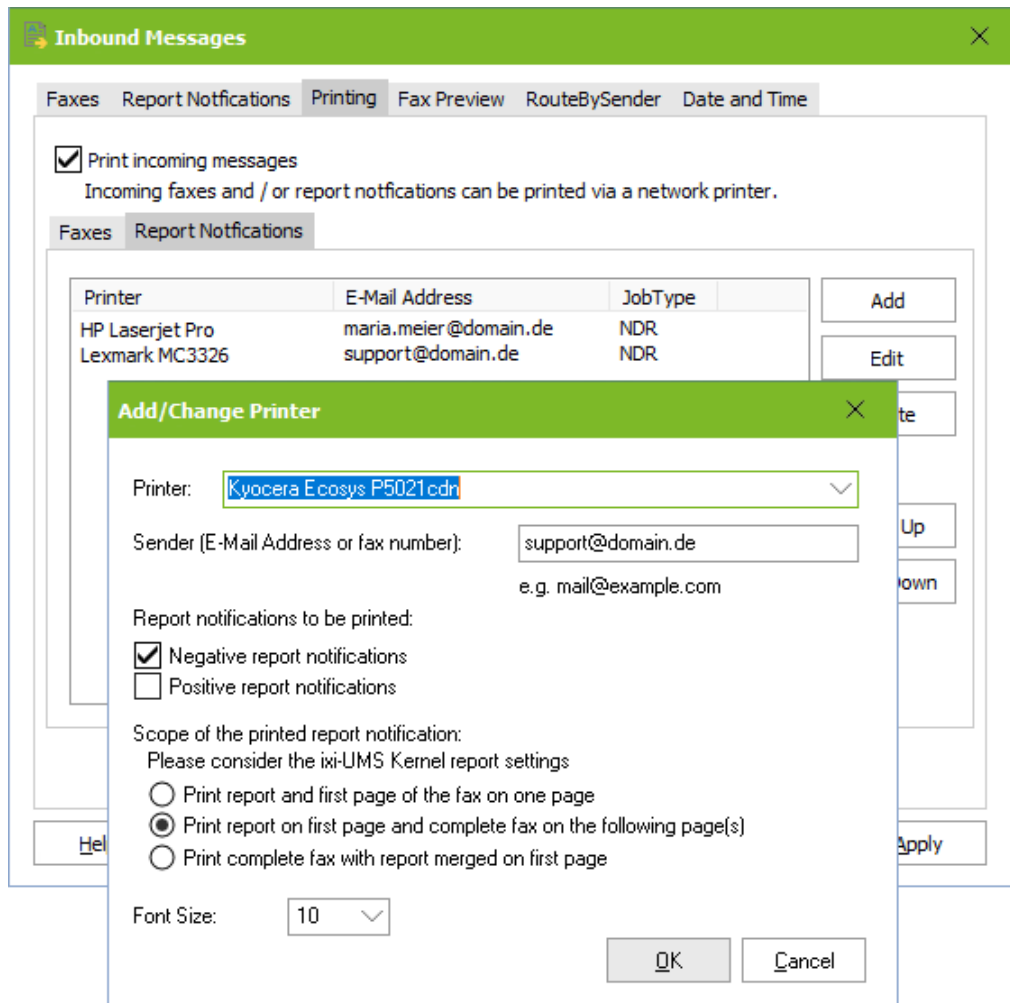 Inbound Messages
Faxes Report Notfications Printing Fax Preview RouteBySender Date and Time
Print incoming messages
Incoming faxes and / or report notfications can be printed via a network printer.
Faxes Report Notfications
Printer E-Mail Address JobType Add
HP Laserjet Pro maria.meier@domain.de NDR
Lexmark MC3326 support@domain.de NDR
Edit
Add/Change Printer
te
Printer: Kyocera Ecosys P5021cdn
Up
Sender (E-Mail Address or fax number): support@domain.de
e.g. mail@example.com
own
Report notifications to be printed:
Negative report notifications
Positive report notifications
Scope of the printed report notification:
Please consider the ixi-UMS Kernel report settings
Print report and first page of the fax on one page
Print report on first page and complete fax on the following page(s)
Hel Apply
Print complete fax with report merged on first page
Font Size: 10
OK Cancel